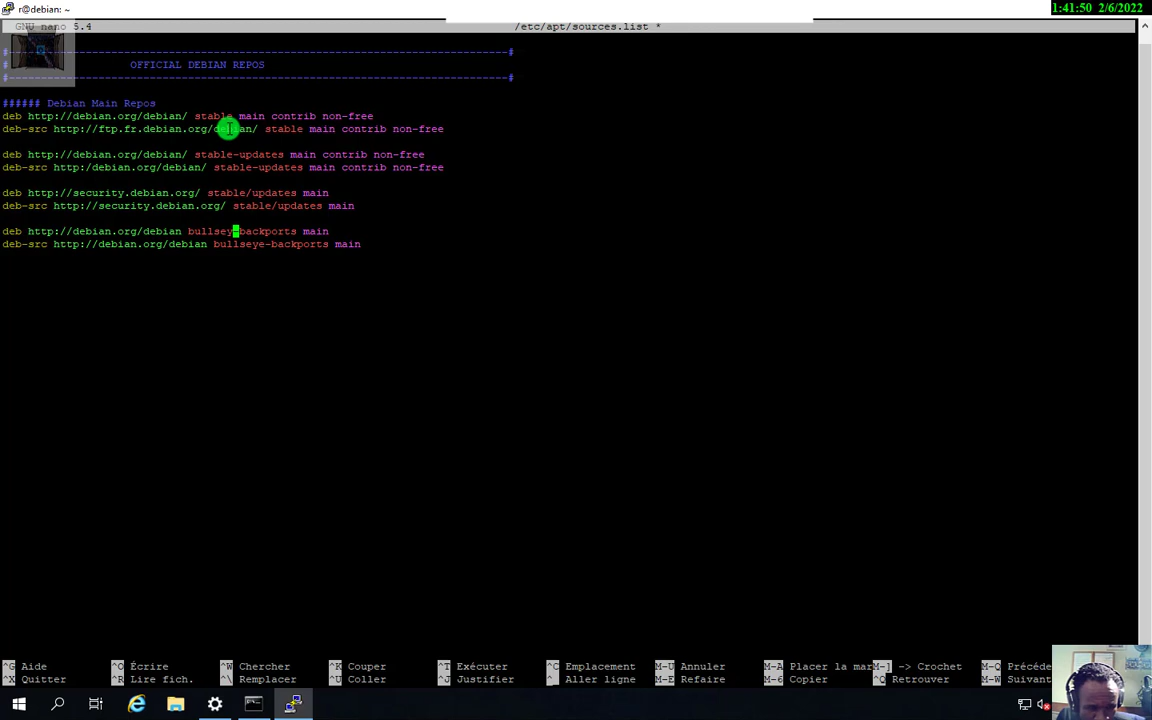 r@debian: ~
1:41:50 2/6/2022
GNU nano 5.4 /etc/apt/sources.list *
#------------------------------------------------------------------------------#
# OFFICIAL DEBIAN REPOS
#------------------------------------------------------------------------------#
###### Debian Main Repos
deb http://debian.org/debian/ stable main contrib non-free
deb-src http://ftp.fr.debian.org/debian/ stable main contrib non-free
deb http://debian.org/debian/ stable-updates main contrib non-free
deb-src http:/debian.org/debian/ stable-updates main contrib non-free
deb http://security.debian.org/ stable/updates main
deb-src http://security.debian.org/ stable/updates main
deb http://debian.org/debian bullsey-backports main
deb-src http://debian.org/debian bullseye-backports main
^G Aide ^O Écrire ^W Chercher ^K Couper ^T Exécuter ^C Emplacement M-U Annuler M-A Placer la mar M-] -> Crochet M-Q Précéde
^X Quitter ^R Lire fich. ^\ Remplacer ^U Coller ^J Justifier ^_ Aller ligne M-E Refaire M-6 Copier ^Q Retrouver M-W Suivant